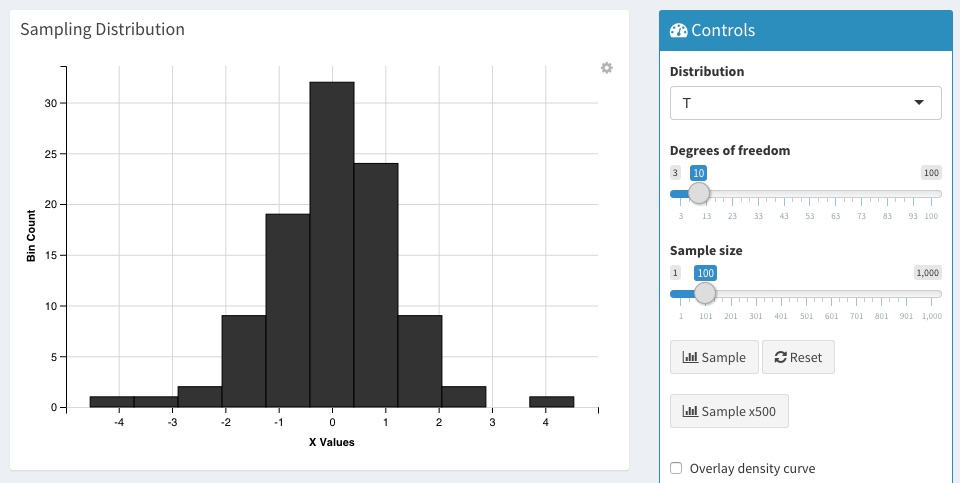 Sampling Distribution
30
25
20
15
10
5
0
Bin Count
-4 -3 -2 -1 0 1 2 3 4
X Values
Controls
Distribution
T
Degrees of freedom
3 10 100
3 13 23 33 43 53 63 73 83 93 100
Sample size
1 100 1,000
1 101 201 301 401 501 601 701 801 901 1,000
Sample Reset
Sample x500
Overlay density curve